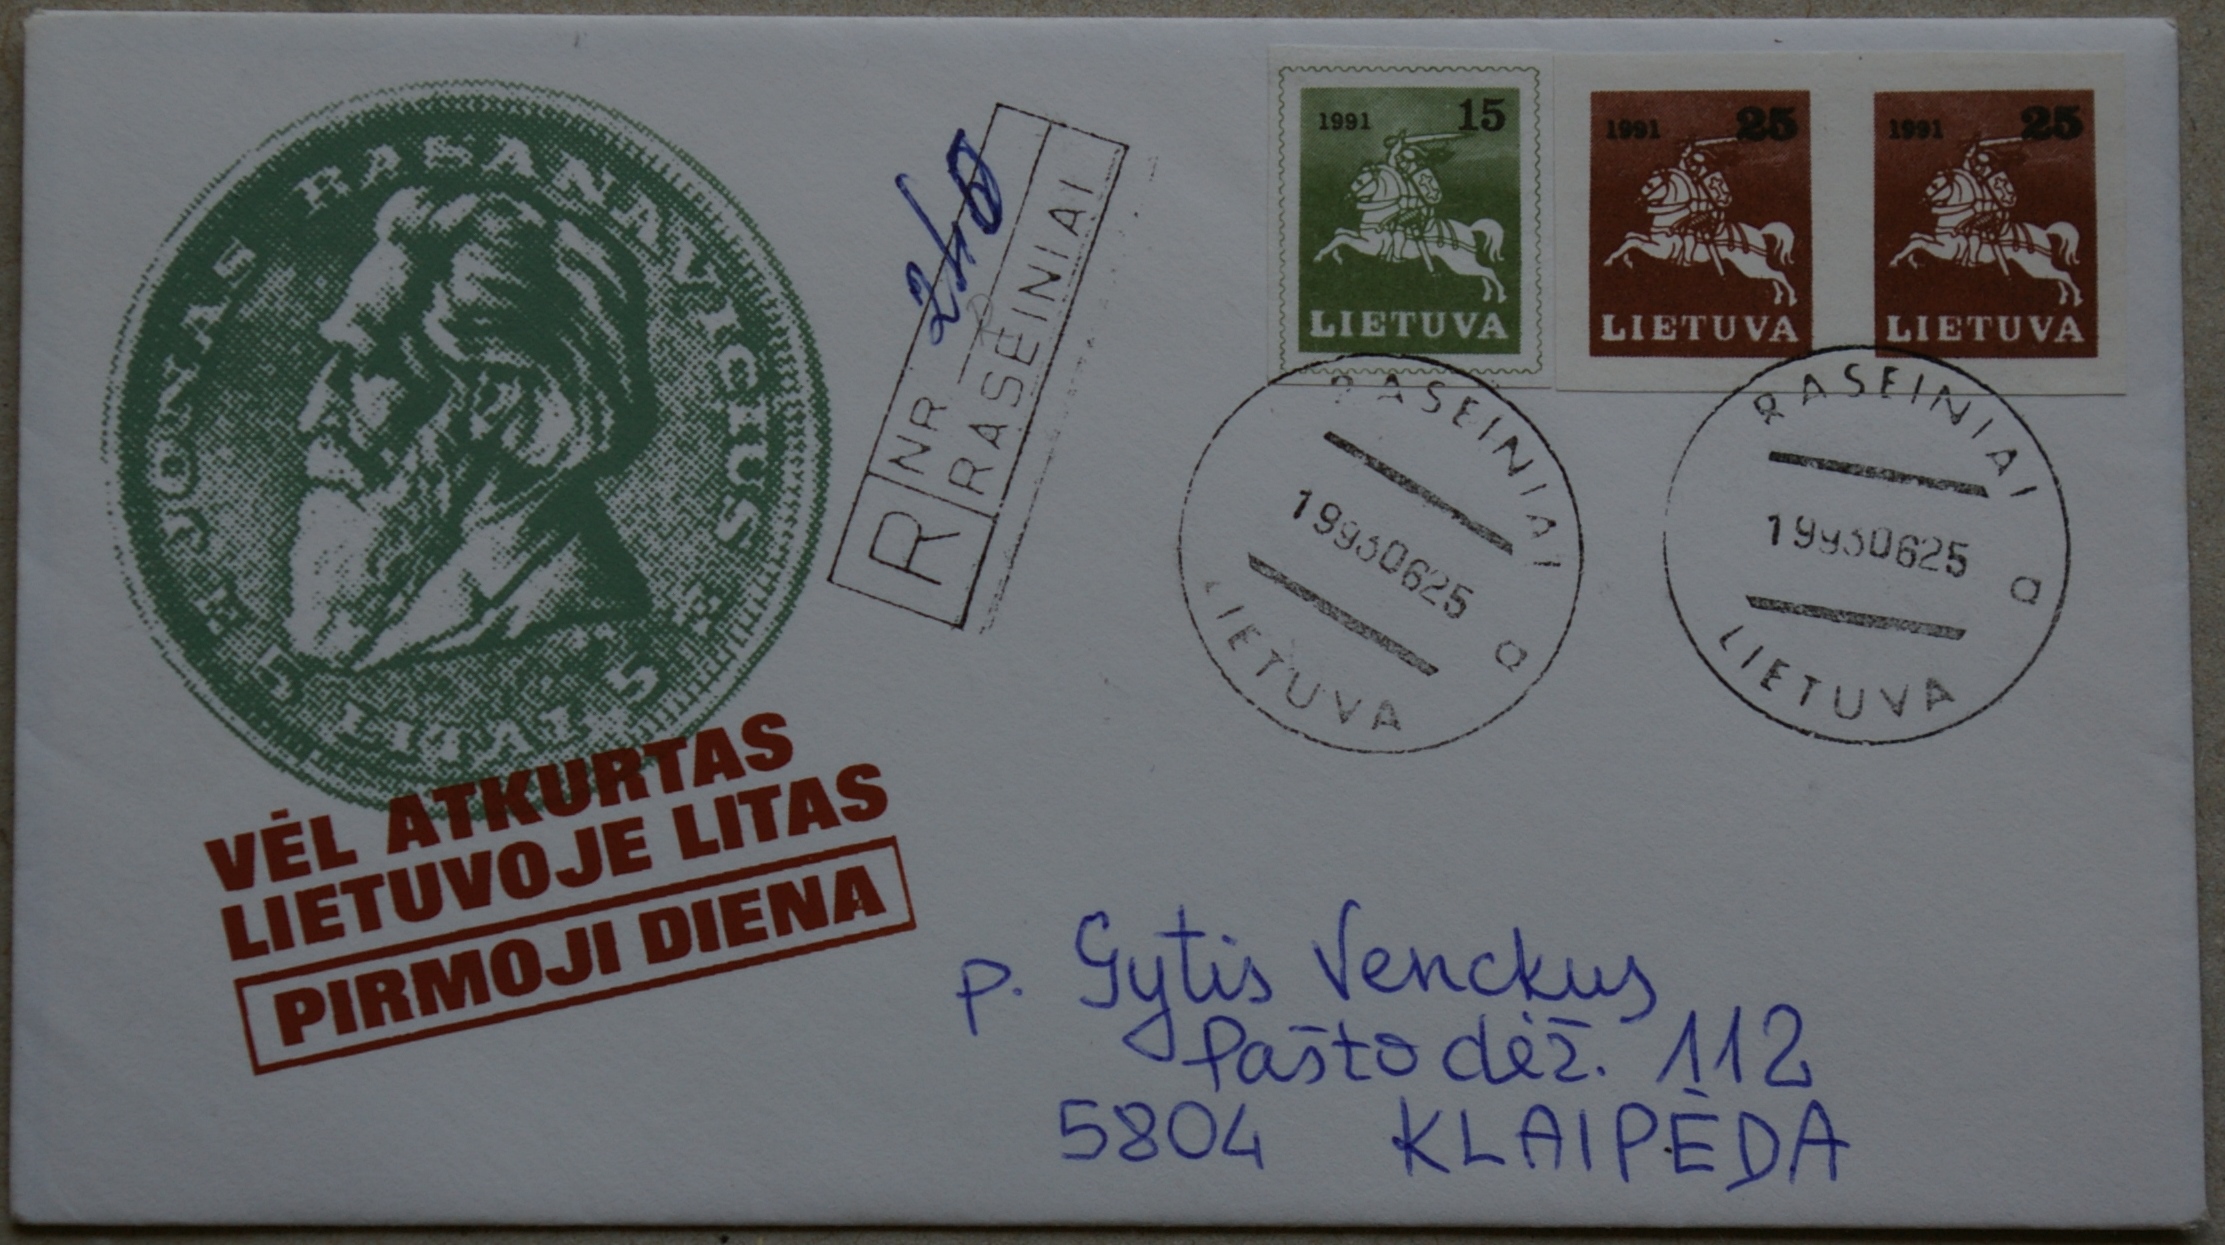 JONAS BASANAVIČIUS
5 LITAI 5
VĖL ATKURTAS
LIETUVOJE LITAS
PIRMOJI DIENA
R NR
RASEINIAI
1991 15
LIETUVA
1991 25
LIETUVA
1991 25
LIETUVA
RASEINIAI
19930625
a
LIETUVA
RASEINIAI
19930625
a
LIETUVA
p. Gytis Venckus
Pašto dėž. 112
5804 KLAIPĖDA